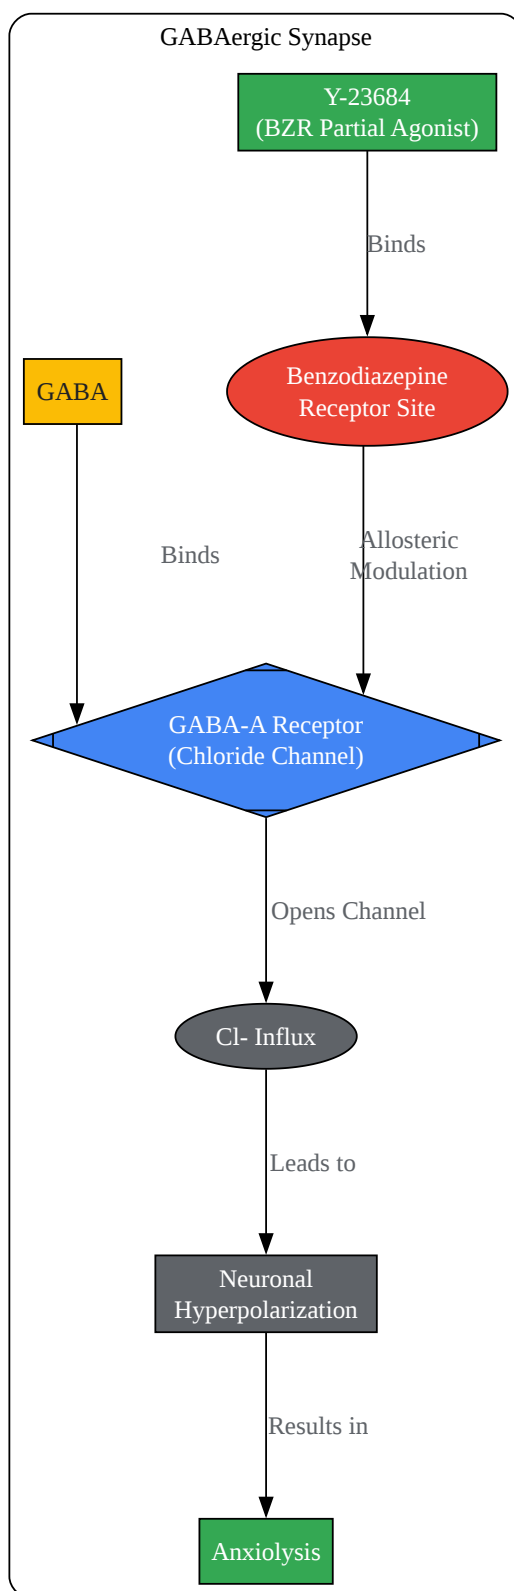 GABAergic Synapse
Y-23684
(BZR Partial Agonist)
Binds
GABA
Benzodiazepine
Receptor Site
Binds
Allosteric
Modulation
GABA-A Receptor
(Chloride Channel)
Opens Channel
Cl- Influx
Leads to
Neuronal
Hyperpolarization
Results in
Anxiolysis